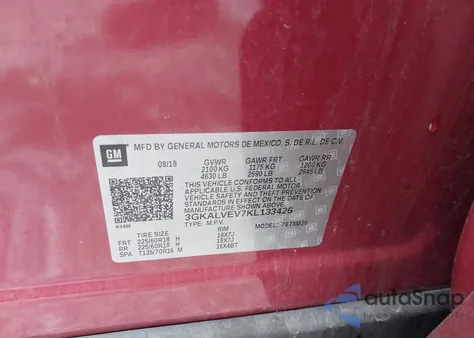 GM
MFD BY GENERAL MOTORS DE MEXICO, S. DE R.L. DE C.V.
08/18 GVWR GAWR FRT GAWR RR
2100 KG 1175 KG 1200 KG
4630 LB 2590 LB 2645 LB
THIS VEHICLE CONFORMS TO ALL
APPLICABLE U.S. FEDERAL MOTOR
VEHICLE SAFETY AND THEFT PREVENTION
STANDARDS IN EFFECT ON THE DATE OF
MANUFACTURE SHOWN ABOVE.
3GKALVEV7KL133426
TYPE: M.P.V. MODEL: 76TXM26
TIRE SIZE RIM
FRT 225/60R18 H 18X7J
RR 225/60R18 H 18X7J
SPA T135/70R16 M 16X4BT
autoSnap